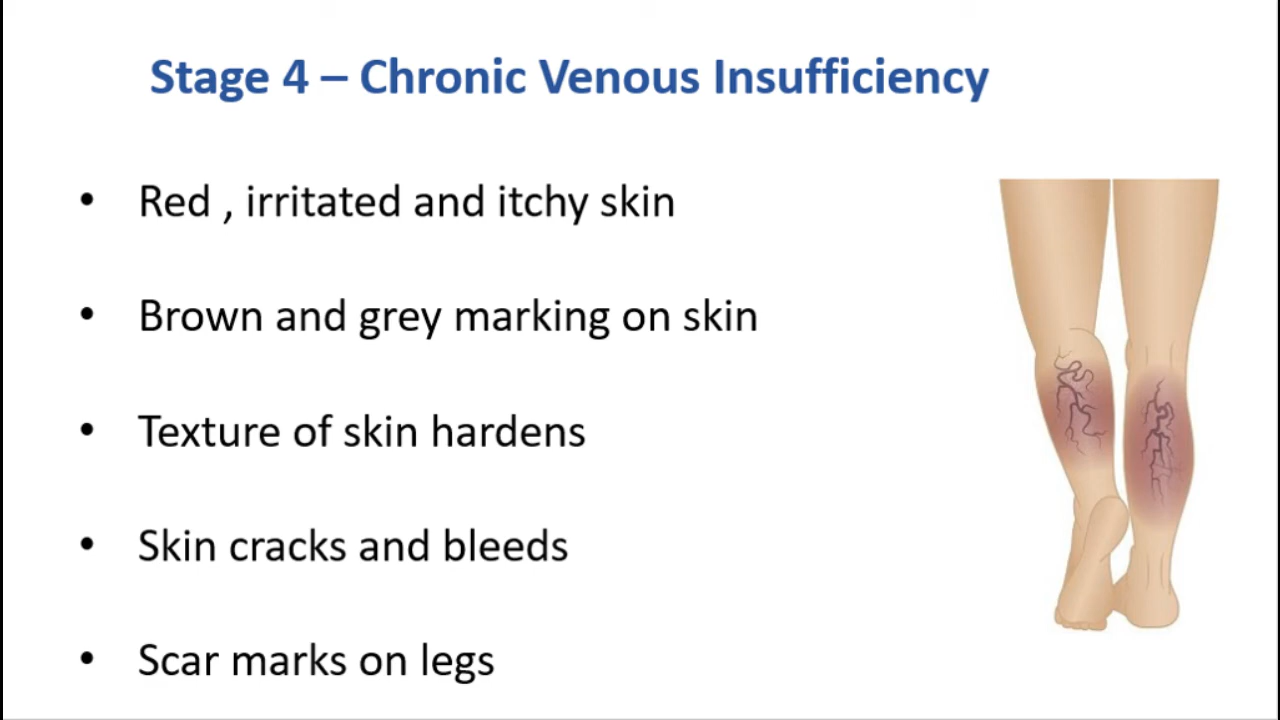 Stage 4 – Chronic Venous Insufficiency
• Red , irritated and itchy skin
• Brown and grey marking on skin
• Texture of skin hardens
• Skin cracks and bleeds
• Scar marks on legs